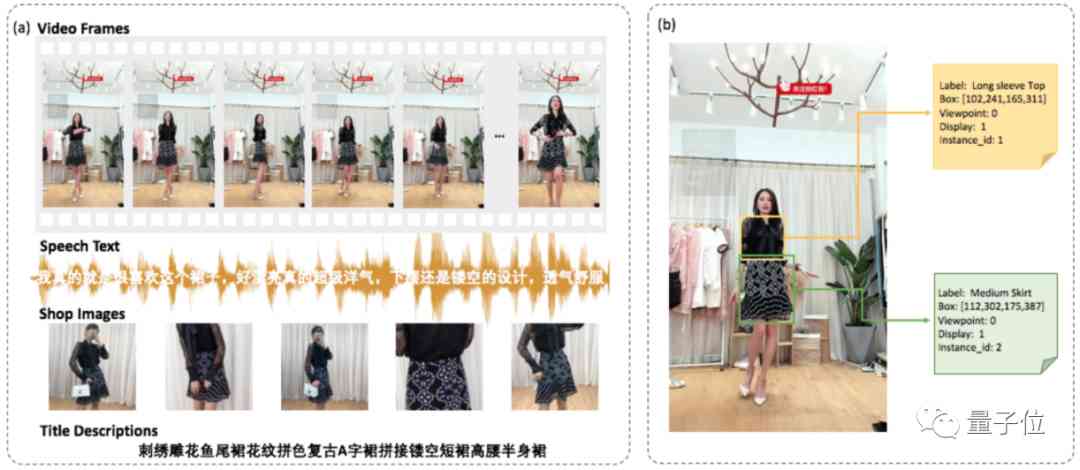 (a) Video Frames
...
Speech Text
我真的就是很喜欢这个裙子，好漂亮真的超级洋气，下摆还是镂空的设计，透气舒服
Shop Images
Title Descriptions
刺绣雕花鱼尾裙花纹拼色复古A字裙拼接镂空短裙高腰半身裙
(b)
Label: Long sleeve Top
Box: [102,241,165,311]
Viewpoint: 0
Display: 1
Instance_id: 1
Label: Medium Skirt
Box: [112,302,175,387]
Viewpoint: 0
Display: 1
Instance_id: 2
量子位